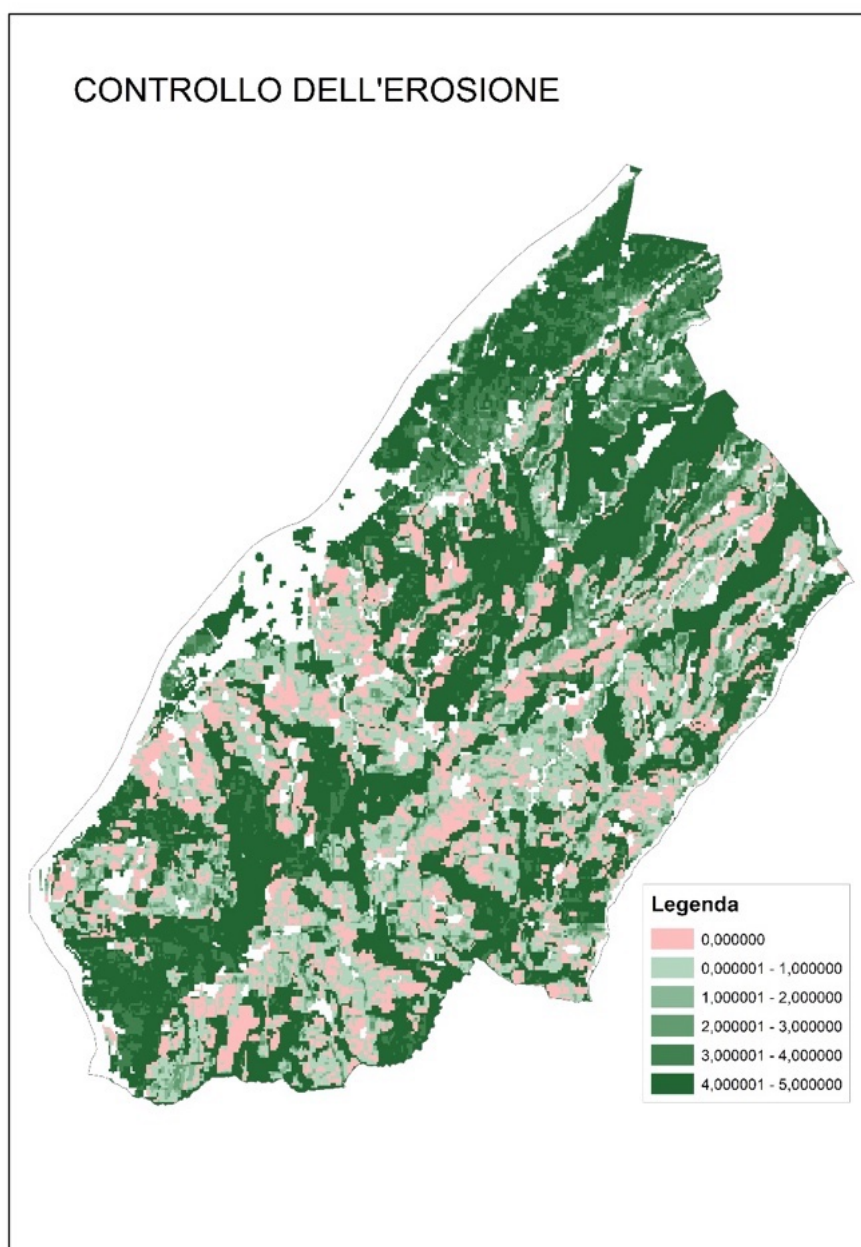 CONTROLLO DELL'EROSIONE
Legenda
0,000000
0,000001 - 1,000000
1,000001 - 2,000000
2,000001 - 3,000000
3,000001 - 4,000000
4,000001 - 5,000000